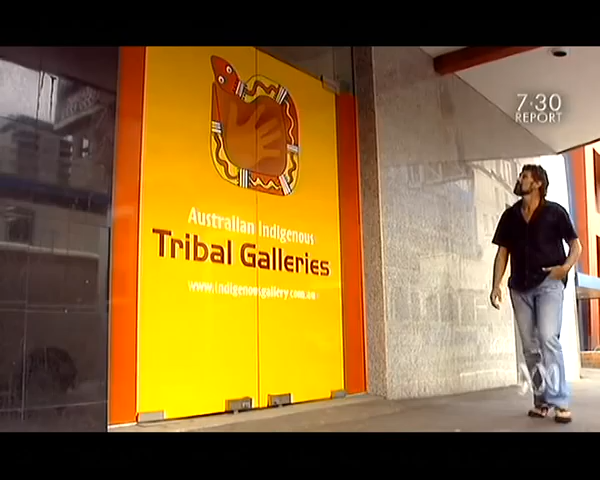 7:30
REPORT
Australian Indigenous
Tribal Galleries
www.indigenousgallery.com.au